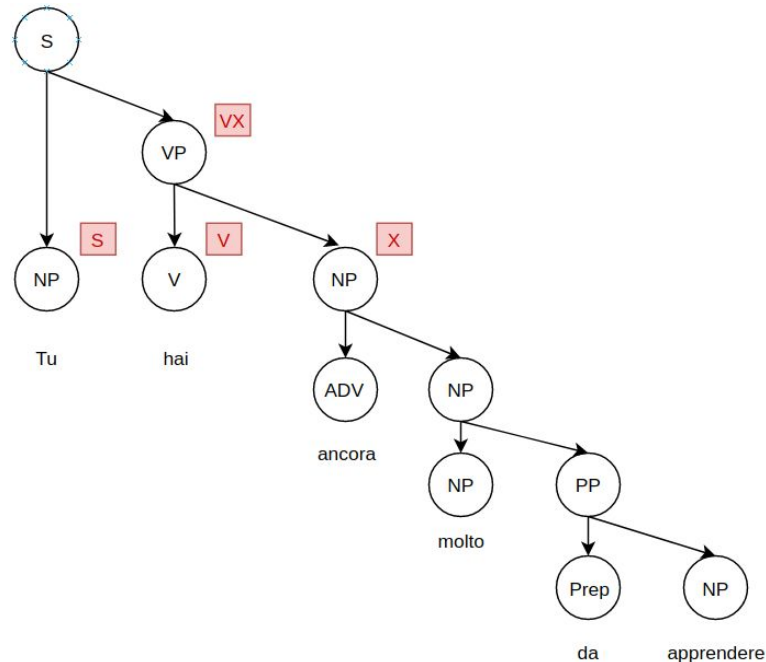 S
VX
VP
S V X
NP V NP
Tu hai
ADV NP
ancora
NP PP
molto
Prep NP
da apprendere